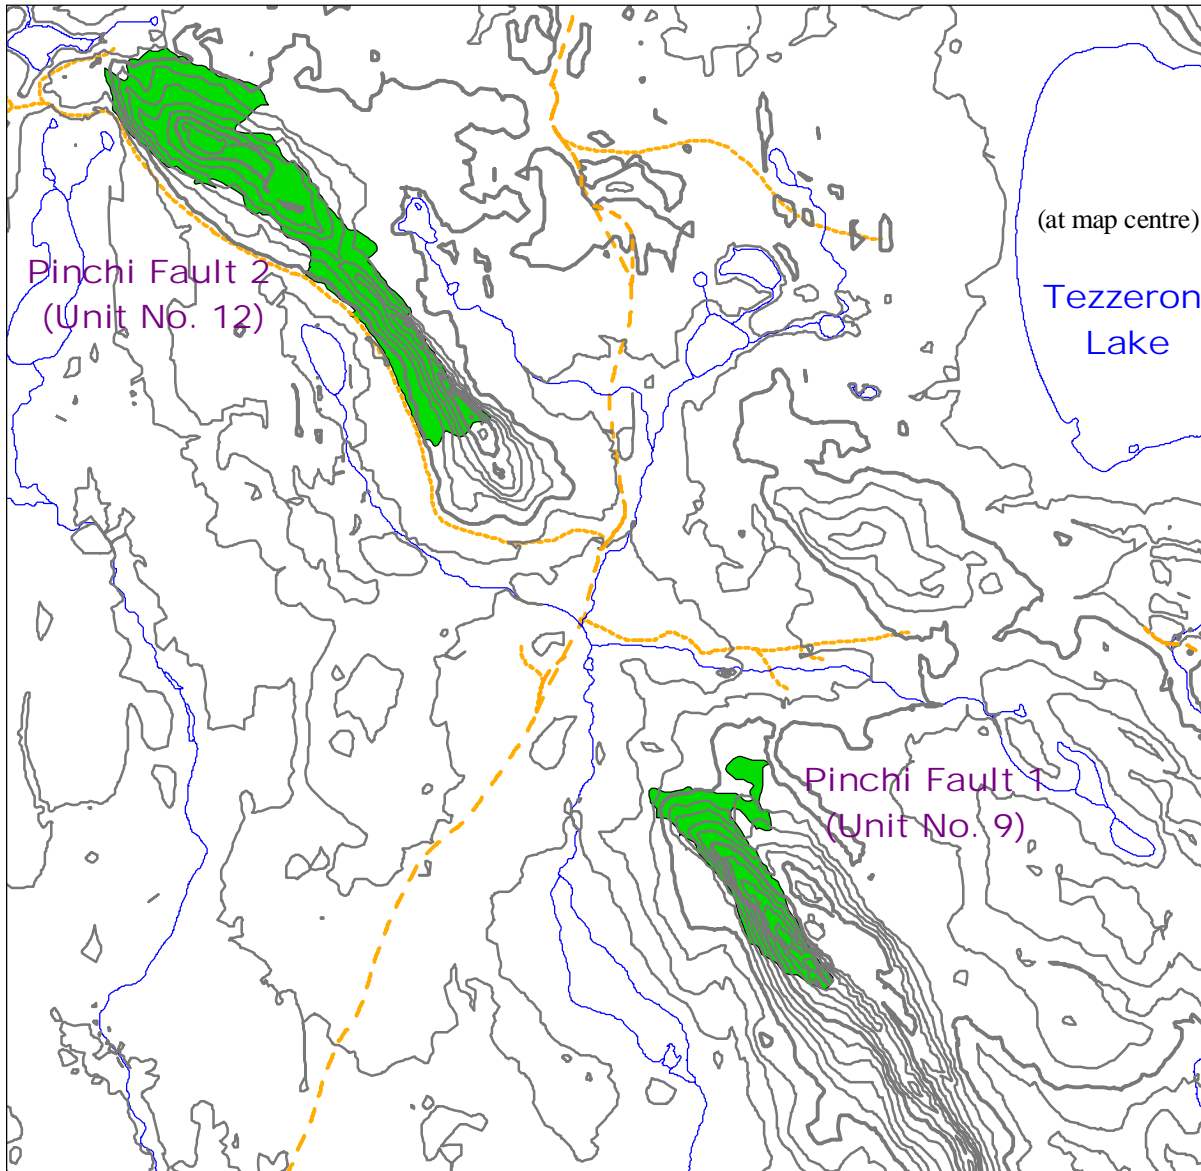 (at map centre)
Pinchi Fault 2
(Unit No. 12)
Tezzeron
Lake
Pinchi Fault 1
(Unit No. 9)